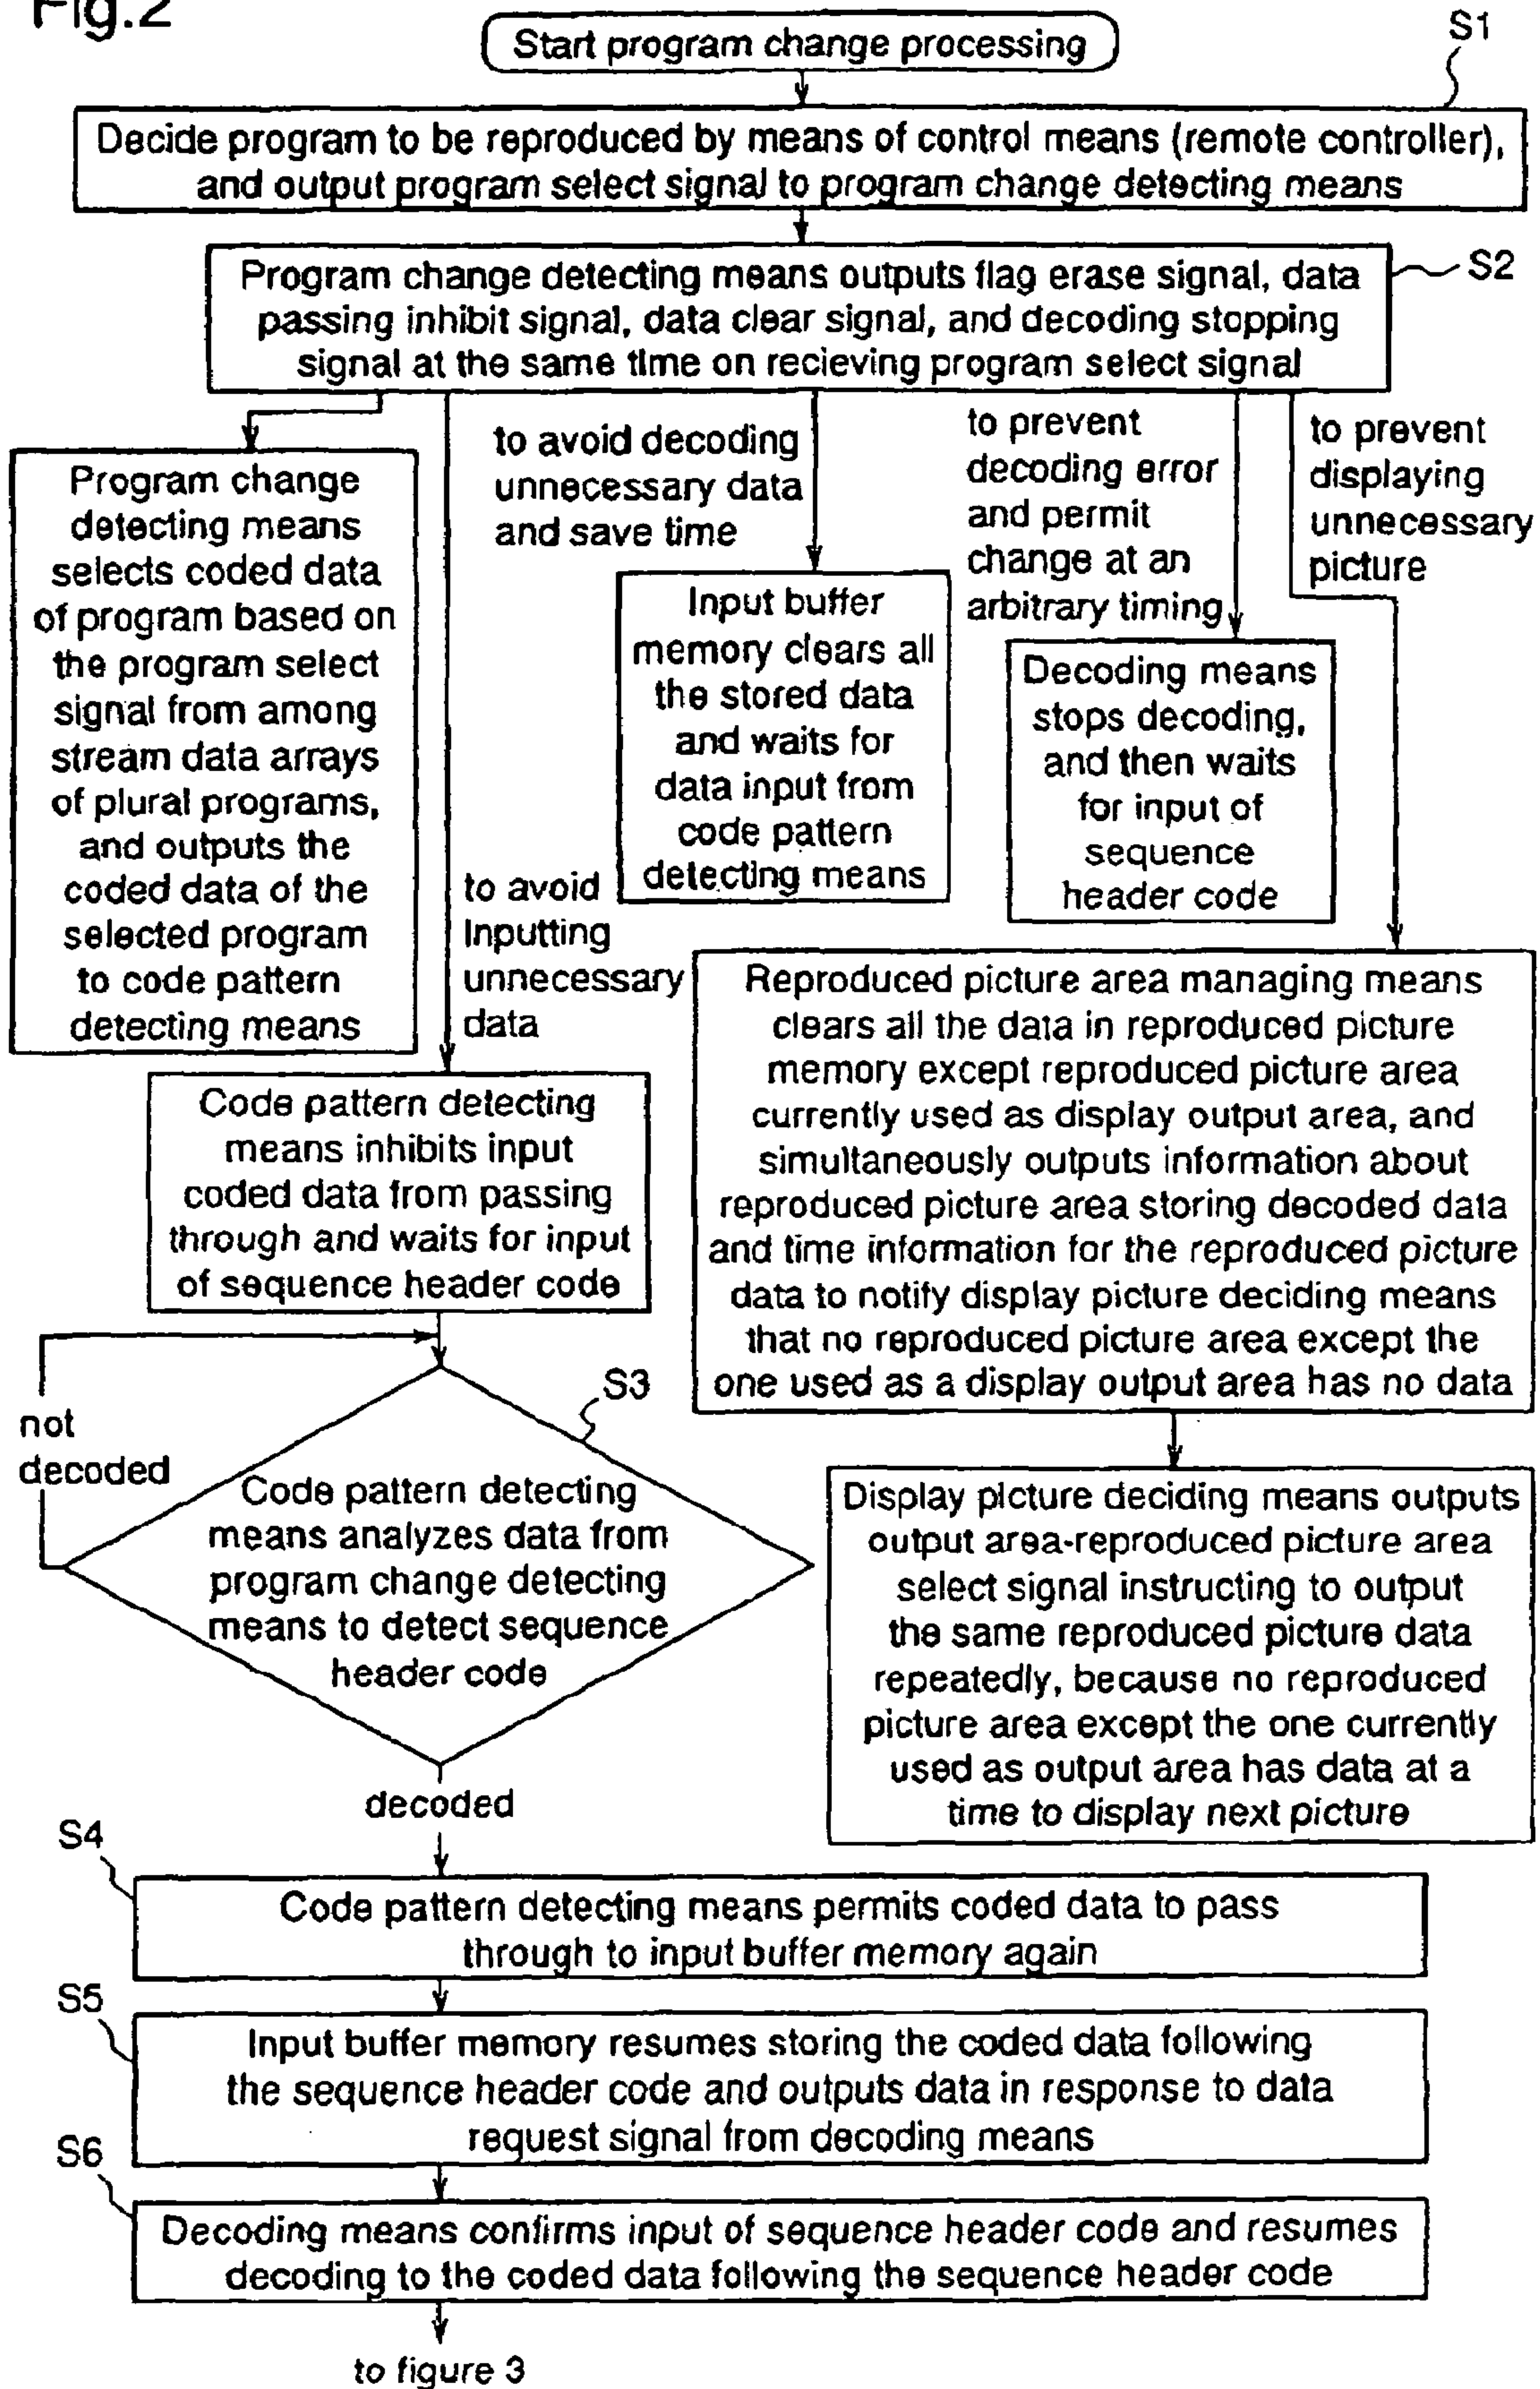 Fig.2
Start program change processing
S1
Decide program to be reproduced by means of control means (remote controller),
and output program select signal to program change detecting means
S2
Program change detecting means outputs flag erase signal, data
passing inhibit signal, data clear signal, and decoding stopping
signal at the same time on recieving program select signal
Program change
detecting means
selects coded data
of program based on
the program select
signal from among
stream data arrays
of plural programs,
and outputs the
coded data of the
selected program
to code pattern
detecting means
to avoid decoding
unnecessary data
and save time
Input buffer
memory clears all
the stored data
and waits for
data input from
code pattern
detecting means
to prevent
decoding error
and permit
change at an
arbitrary timing
Decoding means
stops decoding,
and then waits
for input of
sequence
header code
to prevent
displaying
unnecessary
picture
to avoid
Inputting
unnecessary
data
Code pattern detecting
means inhibits input
coded data from passing
through and waits for input
of sequence header code
Reproduced picture area managing means
clears all the data in reproduced picture
memory except reproduced picture area
currently used as display output area, and
simultaneously outputs information about
reproduced picture area storing decoded data
and time information for the reproduced picture
data to notify display picture deciding means
that no reproduced picture area except the
one used as a display output area has no data
S3
not
decoded
Code pattern detecting
means analyzes data from
program change detecting
means to detect sequence
header code
decoded
Display picture deciding means outputs
output area-reproduced picture area
select signal instructing to output
the same reproduced picture data
repeatedly, because no reproduced
picture area except the one currently
used as output area has data at a
time to display next picture
S4
Code pattern detecting means permits coded data to pass
through to input buffer memory again
S5
Input buffer memory resumes storing the coded data following
the sequence header code and outputs data in response to data
request signal from decoding means
S6
Decoding means confirms input of sequence header code and resumes
decoding to the coded data following the sequence header code
to figure 3